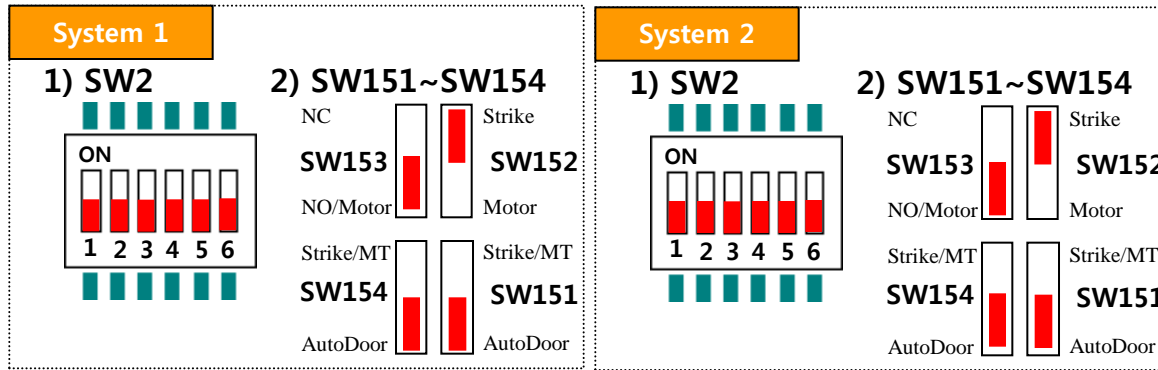 System 1
1) SW2
2) SW151~SW154
ON
1 2 3 4 5 6
NC
Strike
SW153
SW152
NO/Motor
Motor
Strike/MT
Strike/MT
SW154
SW151
AutoDoor
AutoDoor
System 2
1) SW2
2) SW151~SW154
ON
1 2 3 4 5 6
NC
Strike
SW153
SW152
NO/Motor
Motor
Strike/MT
Strike/MT
SW154
SW151
AutoDoor
AutoDoor